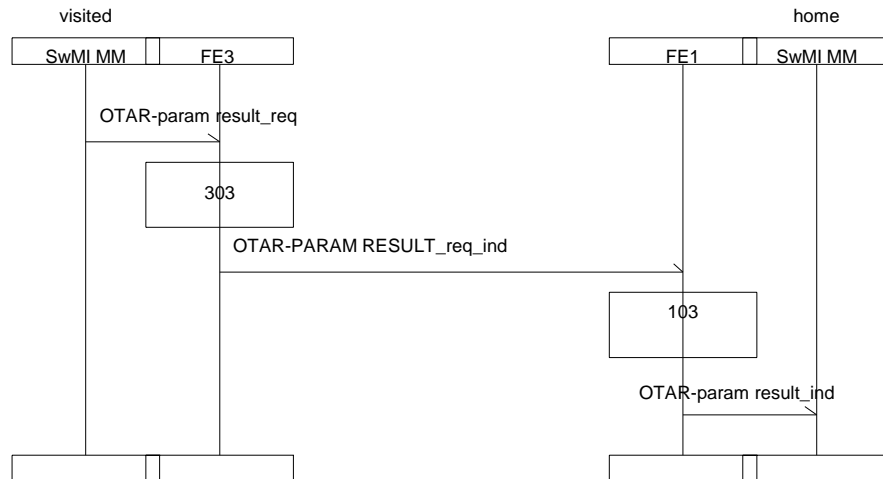 visited
home
SwMI MM
FE3
FE1
SwMI MM
OTAR-param result_req
303
OTAR-PARAM RESULT_req_ind
103
OTAR-param result_ind